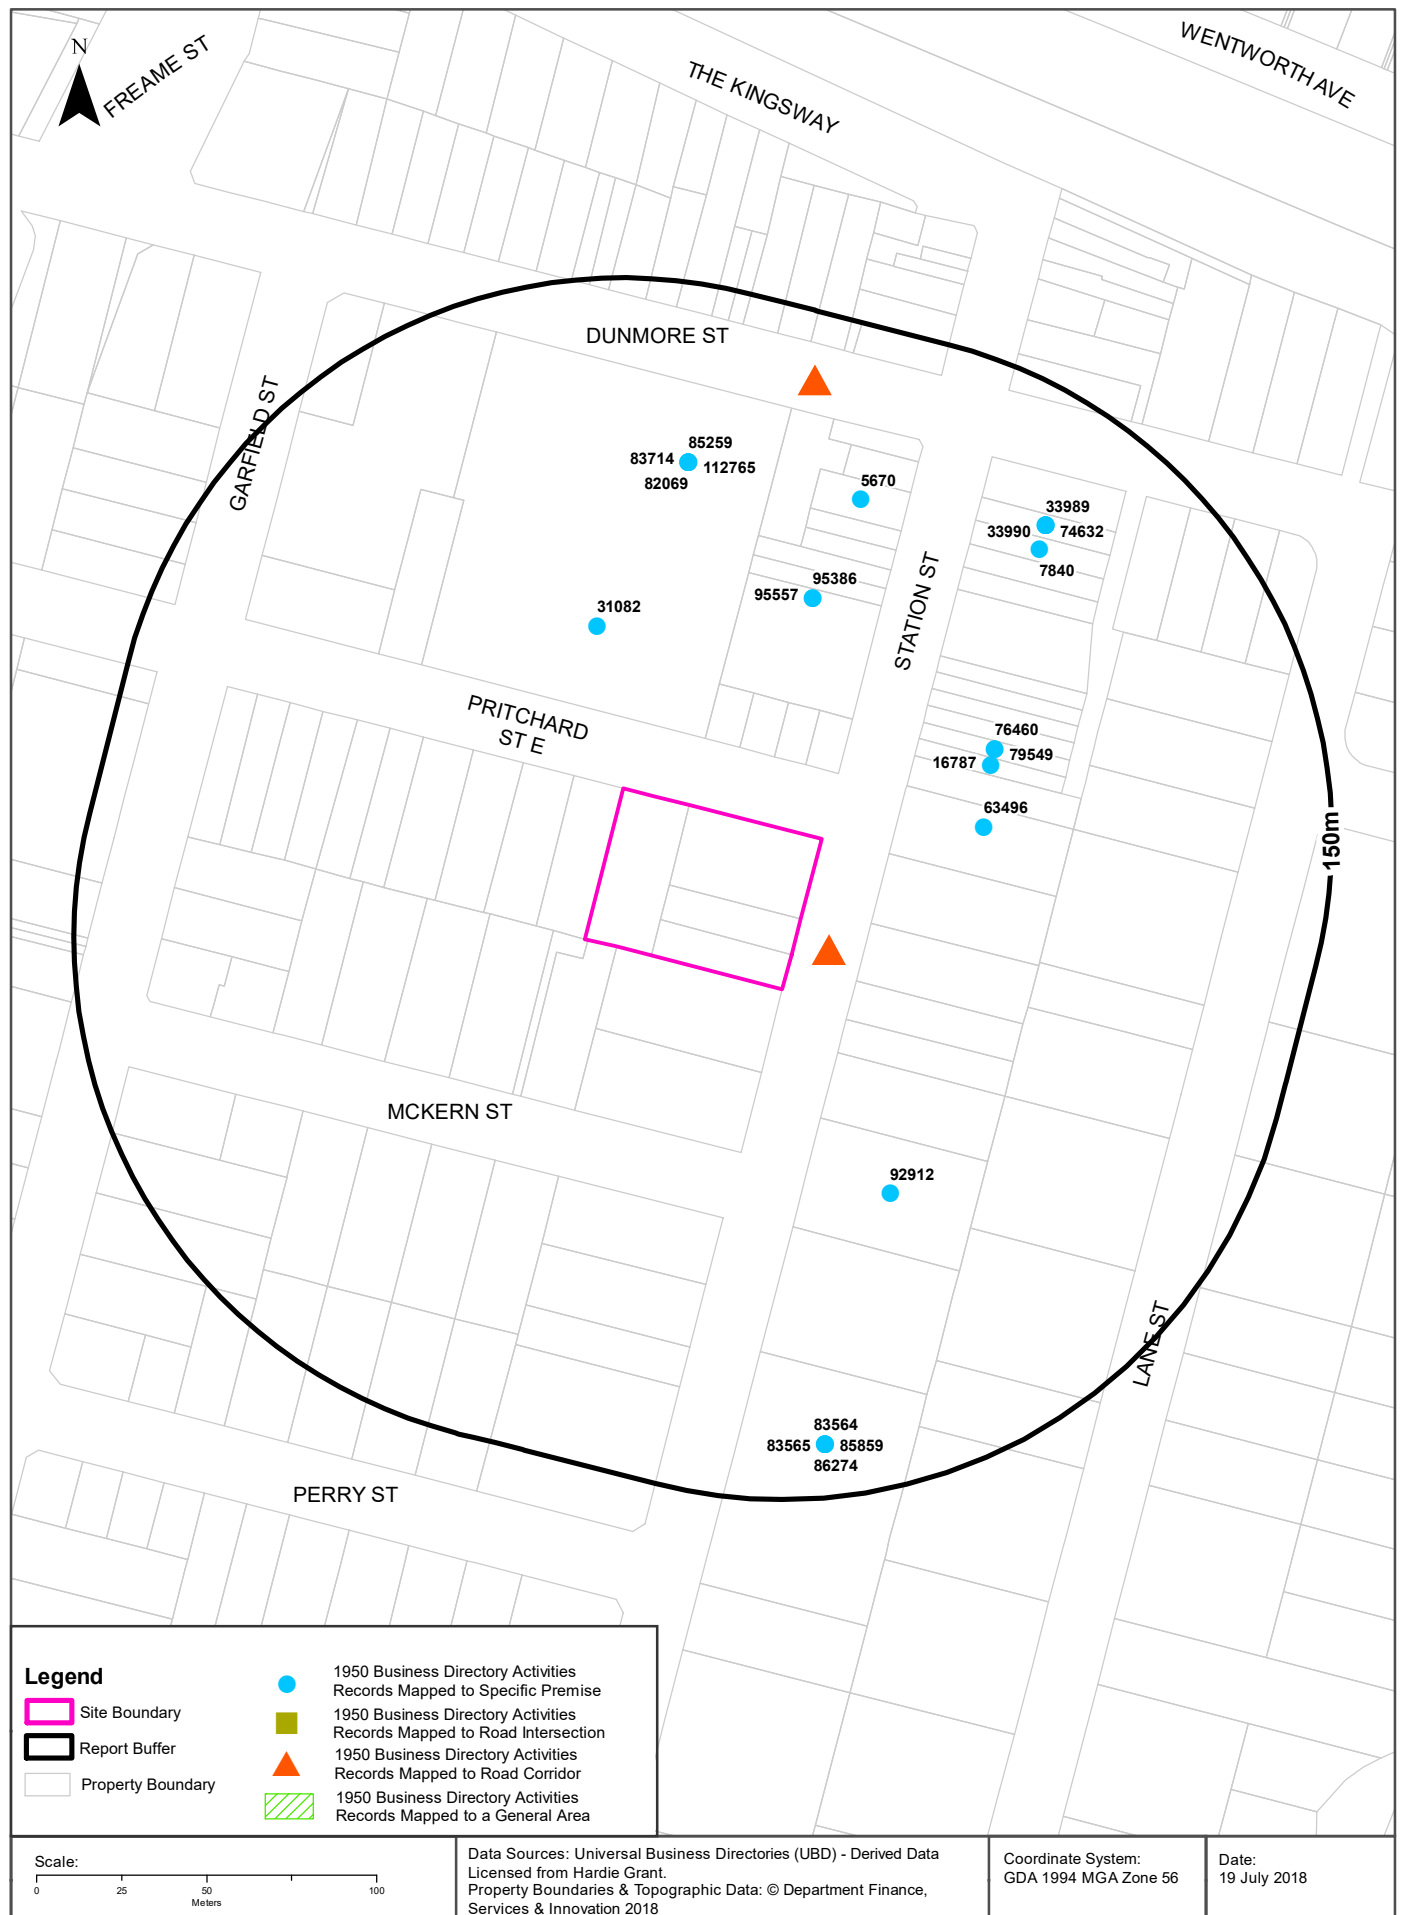 N
FREAME ST
THE KINGSWAY
WENTWORTH AVE
DUNMORE ST
GARFIELD ST
85259
83714
112765
82069
5670
33989
33990
74632
7840
95386
95557
31082
STATION ST
PRITCHARD
ST E
76460
79549
16787
63496
150m
MCKERN ST
92912
LANE ST
83564
83565
85859
86274
PERRY ST
Legend
Site Boundary
Report Buffer
Property Boundary
1950 Business Directory Activities
Records Mapped to Specific Premise
1950 Business Directory Activities
Records Mapped to Road Intersection
1950 Business Directory Activities
Records Mapped to Road Corridor
1950 Business Directory Activities
Records Mapped to a General Area
Scale:
0 25 50 100
Meters
Data Sources: Universal Business Directories (UBD) - Derived Data
Licensed from Hardie Grant.
Property Boundaries & Topographic Data: © Department Finance,
Services & Innovation 2018
Coordinate System:
GDA 1994 MGA Zone 56
Date:
19 July 2018